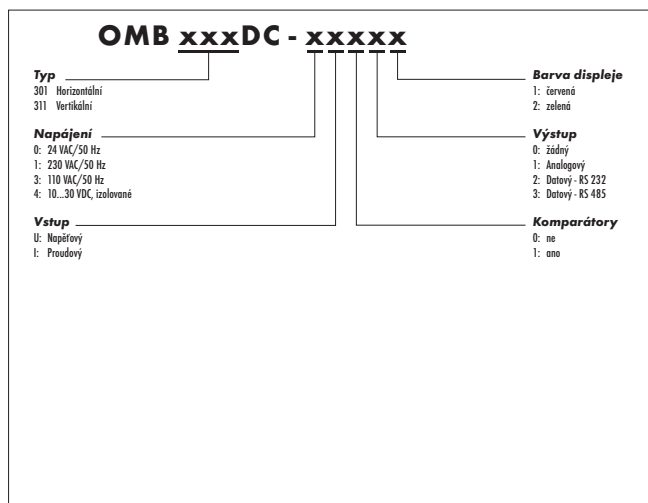 OMB xxxDC - xxxxx
Typ
301 Horizontální
311 Vertikální
Napájení
0: 24 VAC/50 Hz
1: 230 VAC/50 Hz
3: 110 VAC/50 Hz
4: 10...30 VDC, izolované
Vstup
U: Napěťový
I: Proudový
Barva displeje
1: červená
2: zelená
Výstup
0: žádný
1: Analogový
2: Datový - RS 232
3: Datový - RS 485
Komparátory
0: ne
1: ano